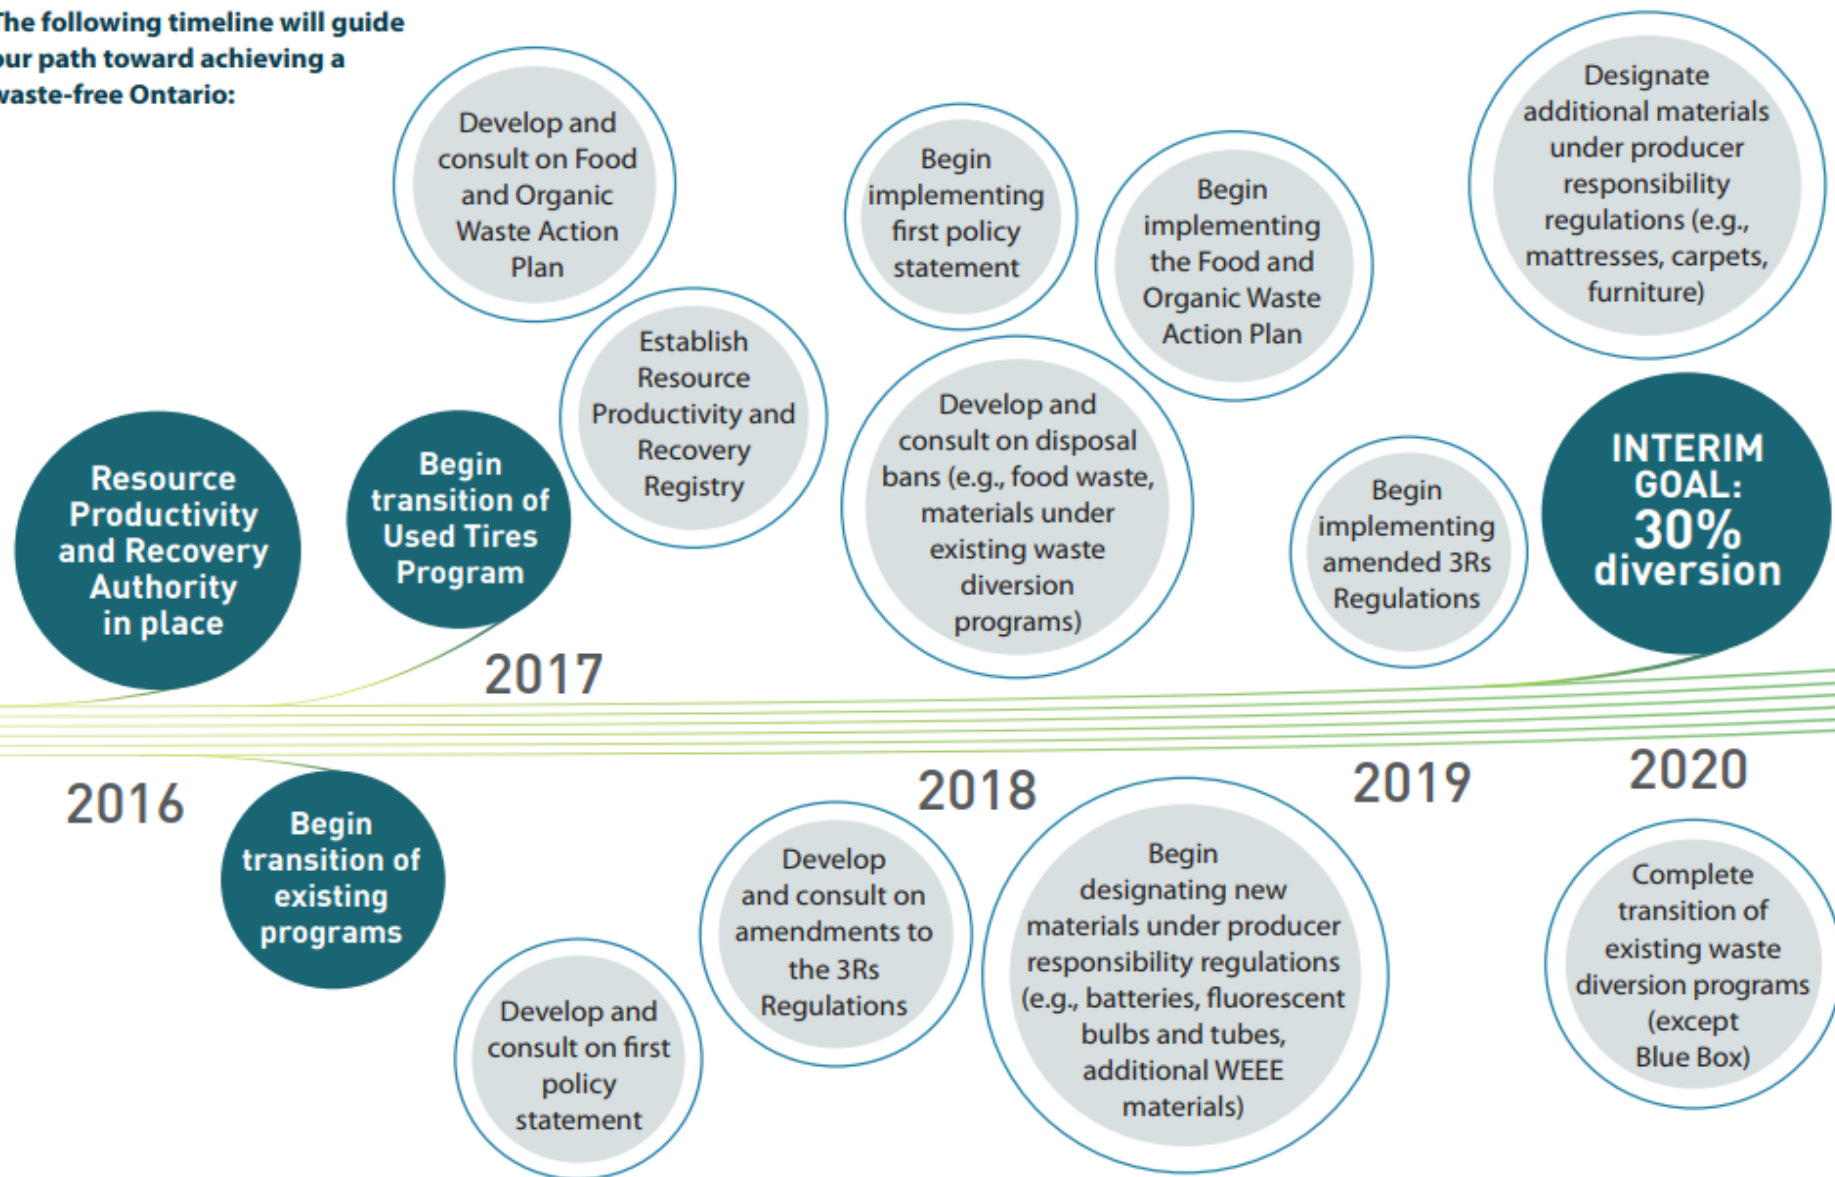 The following timeline will guide
our path toward achieving a
waste-free Ontario:
Develop and
consult on Food
and Organic
Waste Action
Plan
Establish
Resource
Productivity and
Recovery
Registry
Begin
implementing
first policy
statement
Begin
implementing
the Food and
Organic Waste
Action Plan
Designate
additional materials
under producer
responsibility
regulations (e.g.,
mattresses, carpets,
furniture)
Resource
Productivity
and Recovery
Authority
in place
Begin
transition of
Used Tires
Program
Develop and
consult on disposal
bans (e.g., food waste,
materials under
existing waste
diversion
programs)
Begin
implementing
amended 3Rs
Regulations
INTERIM
GOAL:
30%
diversion
2017
2016
2018
2019
2020
Begin
transition of
existing
programs
Develop and
consult on first
policy
statement
Develop
and consult on
amendments to
the 3Rs
Regulations
Begin
designating new
materials under producer
responsibility regulations
(e.g., batteries, fluorescent
bulbs and tubes,
additional WEEE
materials)
Complete
transition of
existing waste
diversion programs
(except
Blue Box)